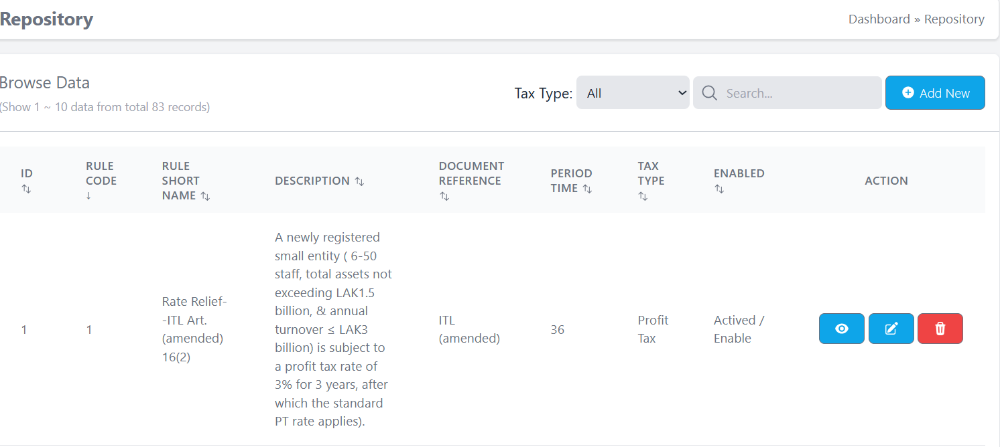 Repository
Dashboard » Repository
Browse Data
(Show 1 ~ 10 data from total 83 records)
Tax Type:
All
Search...
Add New
ID
RULE
CODE
RULE
SHORT
NAME
DESCRIPTION
DOCUMENT
REFERENCE
PERIOD
TIME
TAX
TYPE
ENABLED
ACTION
1
1
Rate Relief-
-ITL Art.
(amended)
16(2)
A newly registered
small entity ( 6-50
staff, total assets not
exceeding LAK1.5
billion, & annual
turnover ≤ LAK3
billion) is subject to
a profit tax rate of
3% for 3 years, after
which the standard
PT rate applies).
ITL
(amended)
36
Profit
Tax
Actived /
Enable